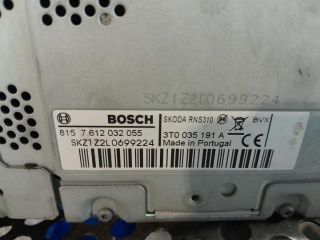 SKZ1Z2L0699224
BOSCH SKODA RNS310 BVX
815 7 612 032 055 3T0 035 191 A
SKZ1Z2L0699224 Made in Portugal CE